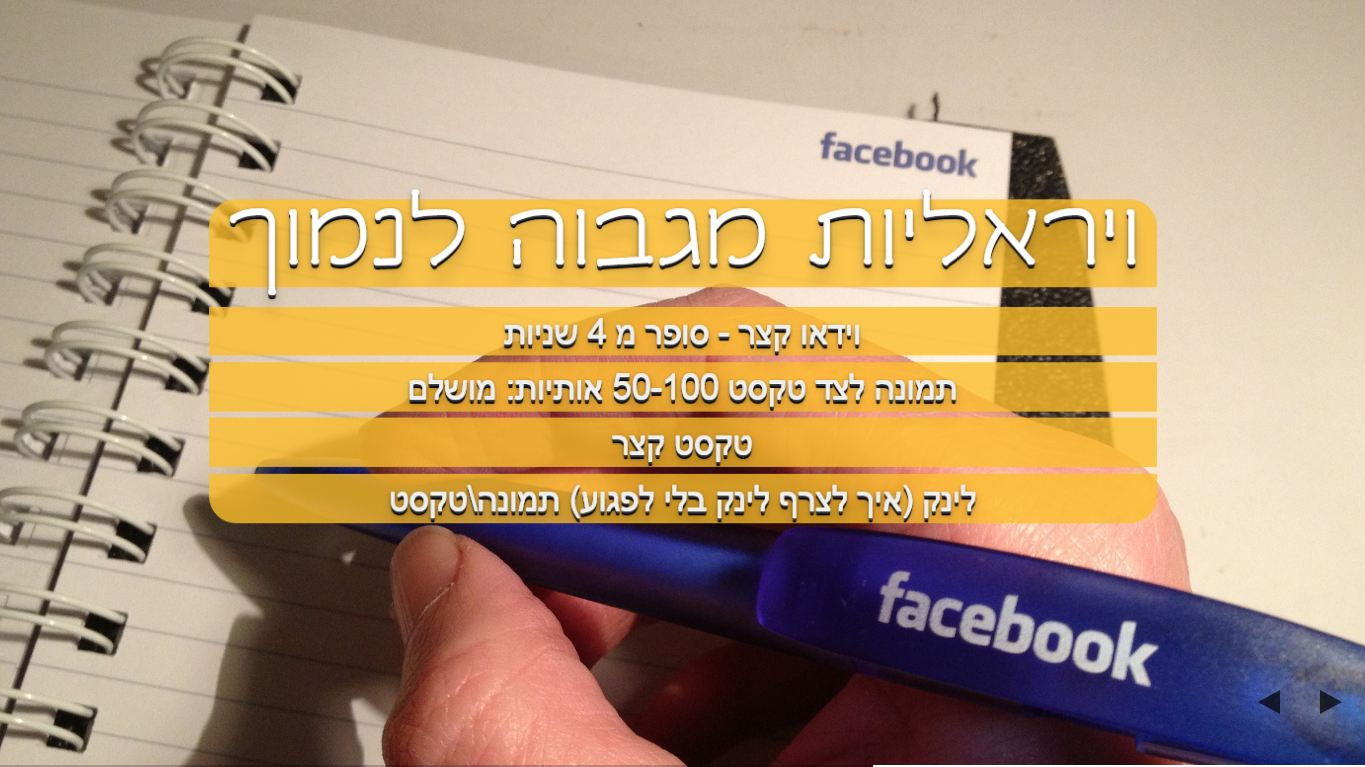 facebook
ויראליות מגבוה לנמוך
וידאו קצר - סופר מ 4 שניות
תמונה לצד טקסט 50-100 אותיות: מושלם
טקסט קצר
לינק (איך לצרף לינק בלי לפגוע) תמונה\טקסט
facebook